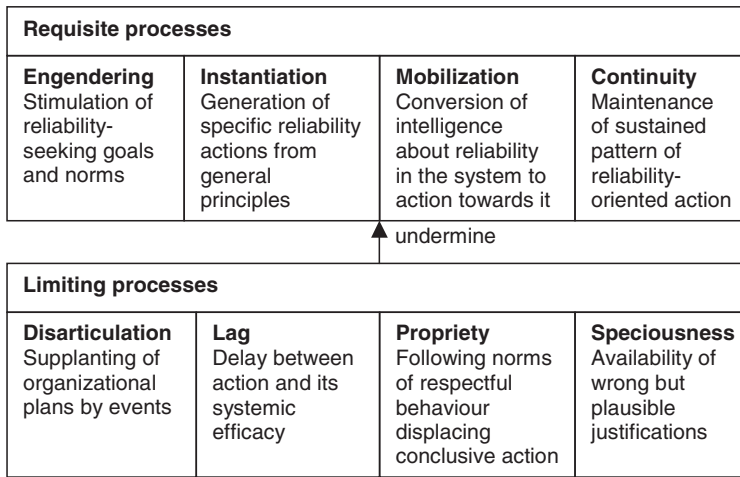 Requisite processes
Engendering
Stimulation of
reliability-
seeking goals
and norms
Instantiation
Generation of
specific reliability
actions from
general
principles
Mobilization
Conversion of
intelligence
about reliability
in the system to
action towards it
Continuity
Maintenance
of sustained
pattern of
reliability-
oriented action
undermine
Limiting processes
Disarticulation
Supplanting of
organizational
plans by events
Lag
Delay between
action and its
systemic
efficacy
Propriety
Following norms
of respectful
behaviour
displacing
conclusive action
Speciousness
Availability of
wrong but
plausible
justifications